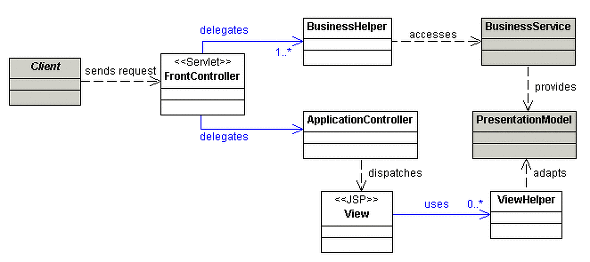 delegates
BusinessHelper
1..*
accesses
BusinessService
<<Servlet>>
FrontController
Client
sends request
provides
delegates
ApplicationController
PresentationModel
dispatches
adapts
<<JSP>>
View
uses
0..*
ViewHelper